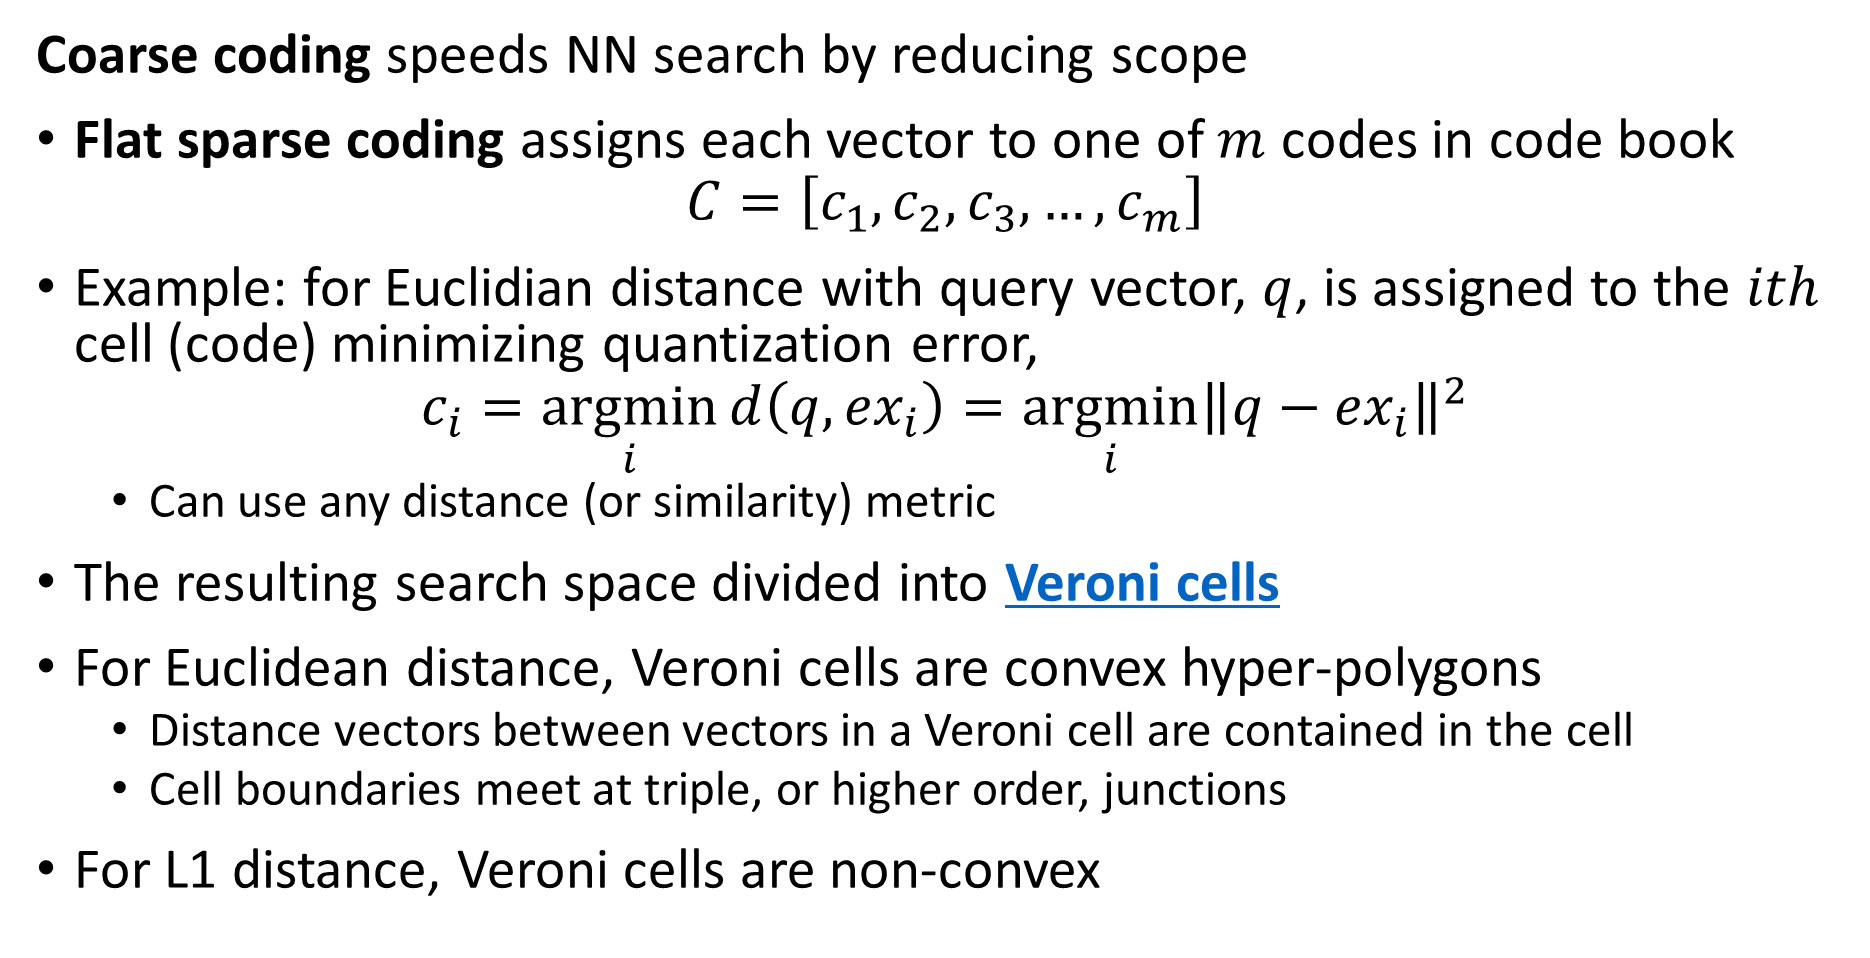 Coarse coding speeds NN search by reducing scope
• Flat sparse coding assigns each vector to one of m codes in code book
C = [c₁, c₂, c₃, … , cₘ]
• Example: for Euclidian distance with query vector, q, is assigned to the ith
cell (code) minimizing quantization error,
cᵢ = argmin d(q, exᵢ) = argmin‖q − exᵢ‖²
i i
• Can use any distance (or similarity) metric
• The resulting search space divided into Veroni cells
• For Euclidean distance, Veroni cells are convex hyper-polygons
• Distance vectors between vectors in a Veroni cell are contained in the cell
• Cell boundaries meet at triple, or higher order, junctions
• For L1 distance, Veroni cells are non-convex